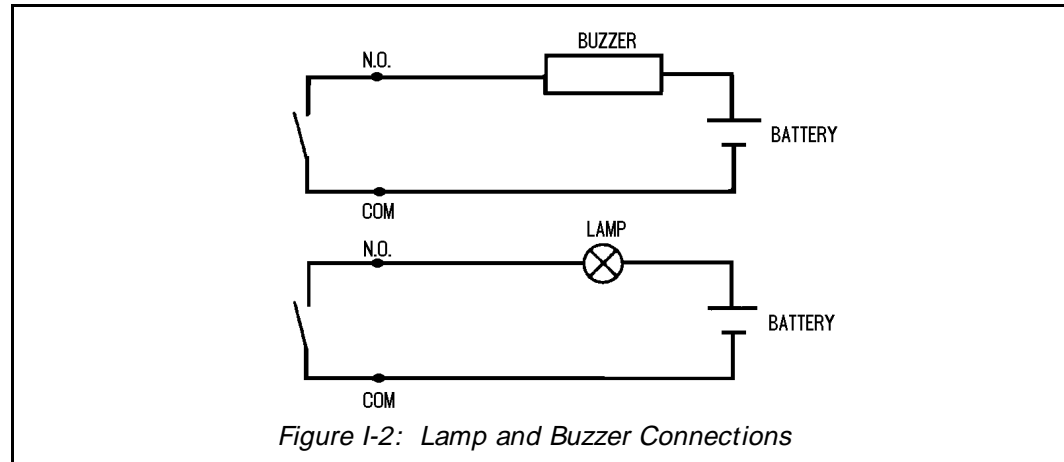 BUZZER
N.O.
BATTERY
COM
LAMP
N.O.
BATTERY
COM
Figure I-2: Lamp and Buzzer Connections